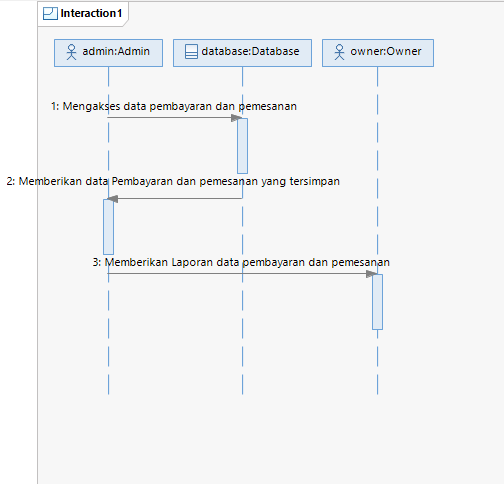 Interaction1
admin:Admin
database:Database
owner:Owner
1: Mengakses data pembayaran dan pemesanan
2: Memberikan data Pembayaran dan pemesanan yang tersimpan
3: Memberikan Laporan data pembayaran dan pemesanan